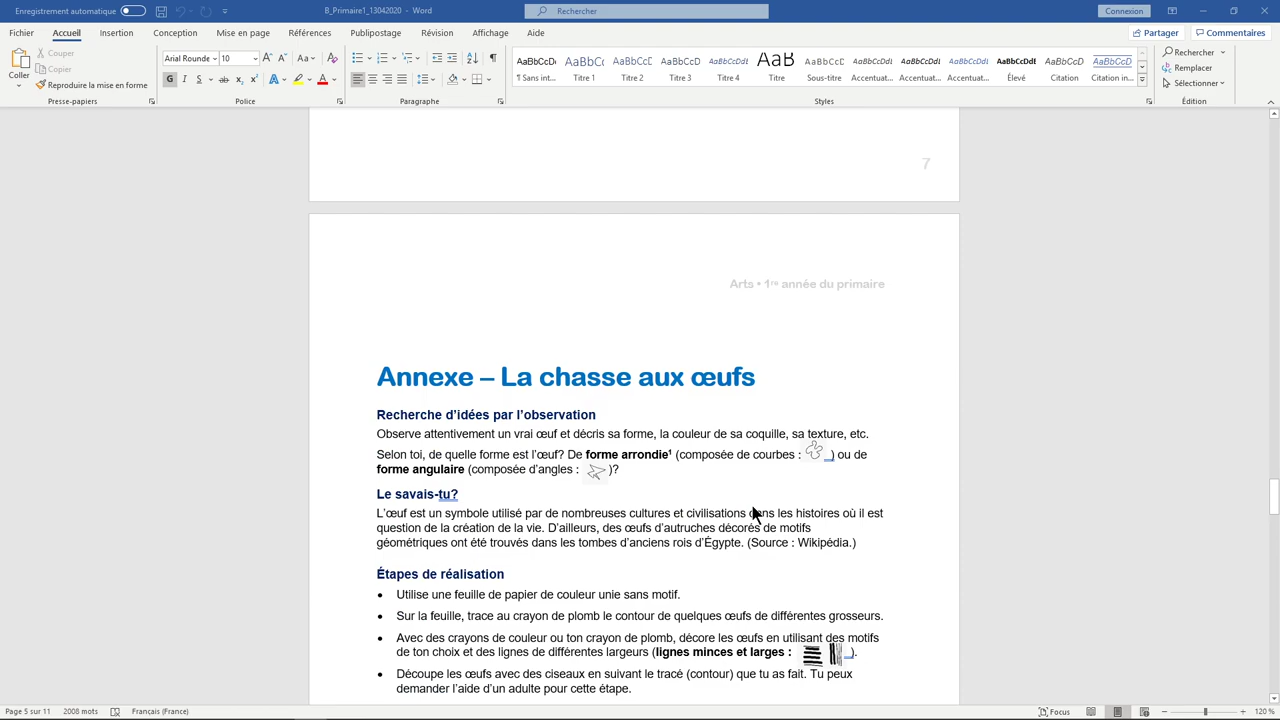 Enregistrement automatique
B_Primaire1_13042020 - Word
Rechercher
Connexion
Fichier Accueil Insertion Conception Mise en page Références Publipostage Révision Affichage Aide
Partager Commentaires
Coller
Couper
Copier
Reproduire la mise en forme
Presse-papiers
Arial Rounde 10
Police
Paragraphe
AaBbCcDc AaBbC( AaBbCcD AaBbCcD AaBbCcDdL AaB AaBbCcD AaBbCcDdL AaBbCcDdL AaBbCcDdL AaBbCcDdE AaBbCcD AaBbCcD
¶ Sans int... Titre 1 Titre 2 Titre 3 Titre 4 Titre Sous-titre Accentuat... Accentuat... Accentuat... Élevé Citation Citation in...
Styles
Rechercher
Remplacer
Sélectionner
Édition
7
Arts • 1re année du primaire
Annexe – La chasse aux œufs
Recherche d’idées par l’observation
Observe attentivement un vrai œuf et décris sa forme, la couleur de sa coquille, sa texture, etc.
Selon toi, de quelle forme est l’œuf? De forme arrondie¹ (composée de courbes : ) ou de
forme angulaire (composée d’angles : )?
Le savais-tu?
L’œuf est un symbole utilisé par de nombreuses cultures et civilisations dans les histoires où il est
question de la création de la vie. D’ailleurs, des œufs d’autruches décorés de motifs
géométriques ont été trouvés dans les tombes d’anciens rois d’Égypte. (Source : Wikipédia.)
Étapes de réalisation
• Utilise une feuille de papier de couleur unie sans motif.
• Sur la feuille, trace au crayon de plomb le contour de quelques œufs de différentes grosseurs.
• Avec des crayons de couleur ou ton crayon de plomb, décore les œufs en utilisant des motifs
de ton choix et des lignes de différentes largeurs (lignes minces et larges : ).
• Découpe les œufs avec des ciseaux en suivant le tracé (contour) que tu as fait. Tu peux
demander l’aide d’un adulte pour cette étape.
Page 5 sur 11 2008 mots Français (France)
Focus
120 %